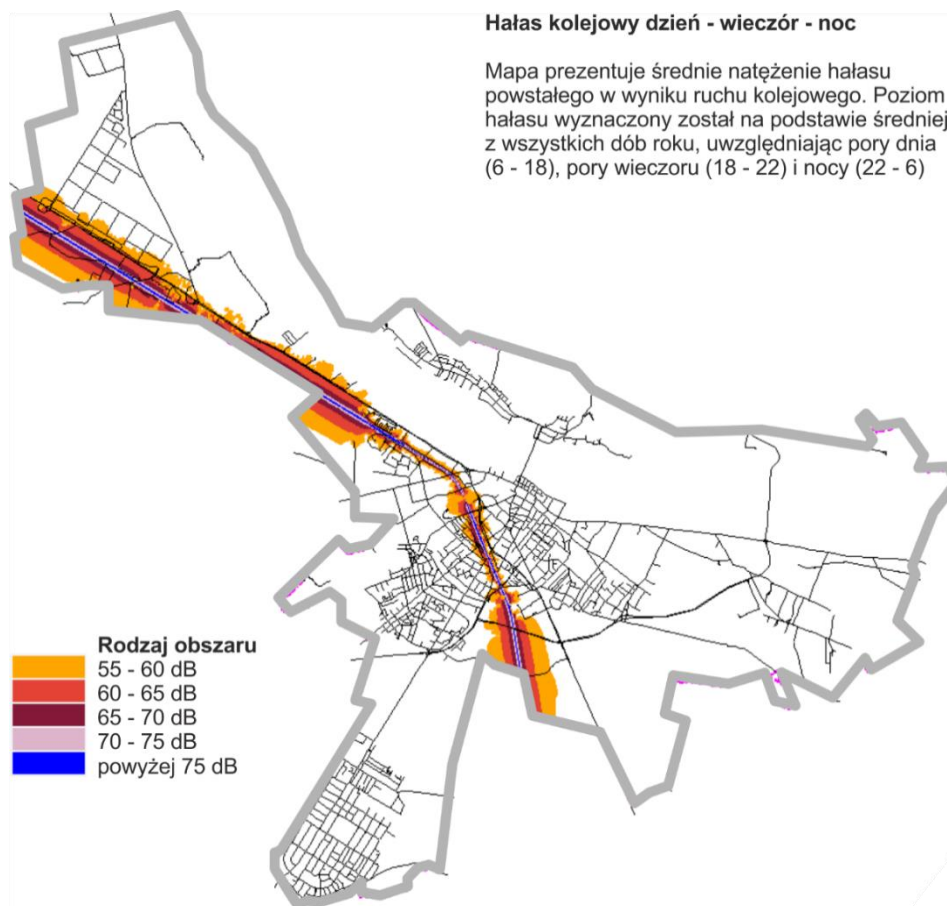 Hałas kolejowy dzień - wieczór - noc
Mapa prezentuje średnie natężenie hałasu
powstałego w wyniku ruchu kolejowego. Poziom
hałasu wyznaczony został na podstawie średniej
z wszystkich dób roku, uwzględniając pory dnia
(6 - 18), pory wieczoru (18 - 22) i nocy (22 - 6)
Rodzaj obszaru
55 - 60 dB
60 - 65 dB
65 - 70 dB
70 - 75 dB
powyżej 75 dB